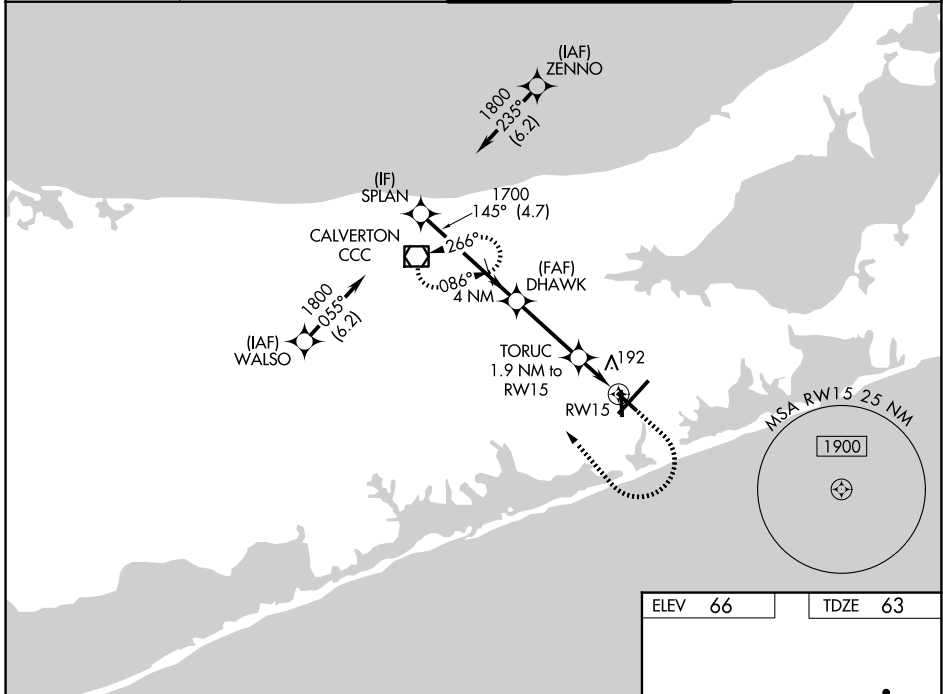 (IAF)
ZENNO
1800
235°
(6.2)
(IF)
SPLAN
1700
145° (4.7)
CALVERTON
CCC
266°
086°
4 NM
(FAF)
DHAWK
1800
055°
(6.2)
(IAF)
WALSO
TORUC
1.9 NM to
RW15
192
RW15
MSA RW15 25 NM
1900
ELEV 66
TDZE 63